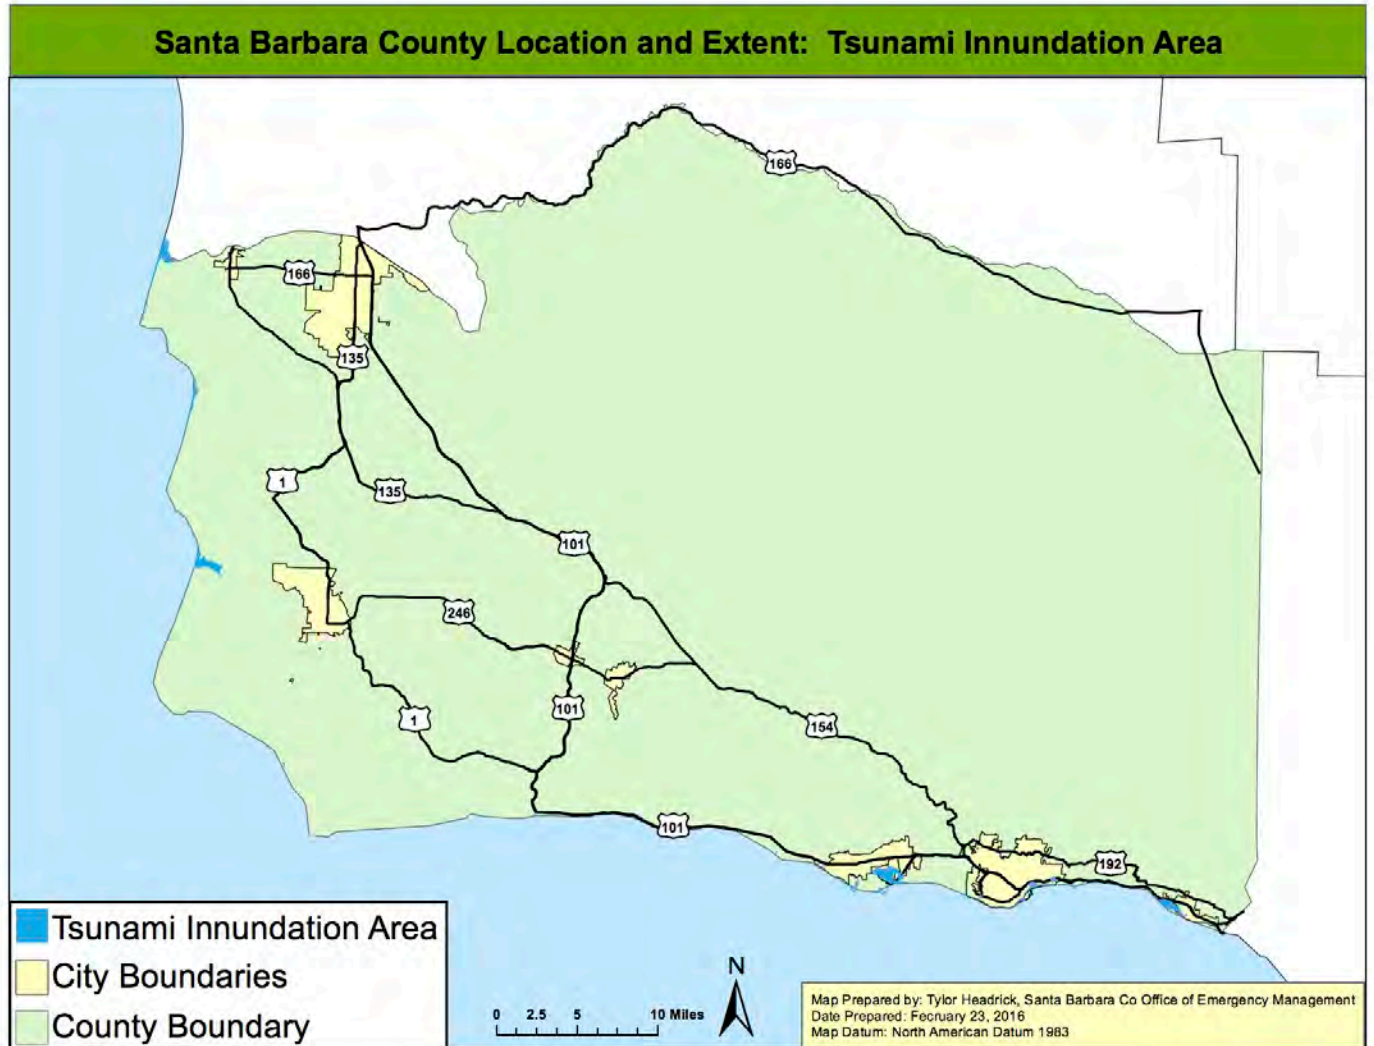 Santa Barbara County Location and Extent: Tsunami Innundation Area
166
166
135
1
135
101
246
101
1
154
101
192
Tsunami Innundation Area
City Boundaries
County Boundary
N
0 2.5 5 10 Miles
Map Prepared by: Tylor Headrick, Santa Barbara Co Office of Emergency Management
Date Prepared: Fecruary 23, 2016
Map Datum: North American Datum 1983